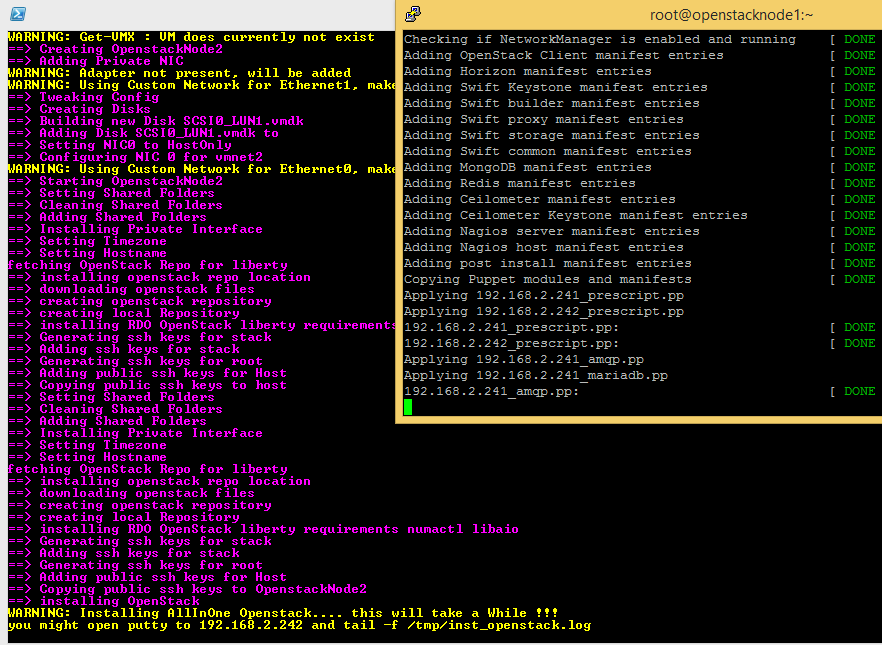 WARNING: Get-VMX : VM does currently not exist
==> Creating OpenstackNode2
==> Adding Private NIC
WARNING: Adapter not present, will be added
WARNING: Using Custom Network for Ethernet1, make
==> Tweaking Config
==> Creating Disks
==> Building new Disk SCSI0_LUN1.vmdk
==> Adding Disk SCSI0_LUN1.vmdk to
==> Setting NIC0 to HostOnly
==> Configuring NIC 0 for vmnet2
WARNING: Using Custom Network for Ethernet0, make
==> Starting OpenstackNode2
==> Setting Shared Folders
==> Cleaning Shared Folders
==> Adding Shared Folders
==> Installing Private Interface
==> Setting Timezone
==> Setting Hostname
fetching OpenStack Repo for liberty
==> installing openstack repo location
==> downloading openstack files
==> creating openstack repository
==> creating local Repository
==> installing RDO OpenStack liberty requirements
==> Generating ssh keys for stack
==> Adding ssh keys for stack
==> Generating ssh keys for root
==> Adding public ssh keys for Host
==> Copying public ssh keys to host
==> Setting Shared Folders
==> Cleaning Shared Folders
==> Adding Shared Folders
==> Installing Private Interface
==> Setting Timezone
==> Setting Hostname
fetching OpenStack Repo for liberty
==> installing openstack repo location
==> downloading openstack files
==> creating openstack repository
==> creating local Repository
==> installing RDO OpenStack liberty requirements numactl libaio
==> Generating ssh keys for stack
==> Adding ssh keys for stack
==> Generating ssh keys for root
==> Adding public ssh keys for Host
==> Copying public ssh keys to OpenstackNode2
==> installing OpenStack
WARNING: Installing AllInOne Openstack.... this will take a While !!!
you might open putty to 192.168.2.242 and tail -f /tmp/inst_openstack.log
root@openstacknode1:~
Checking if NetworkManager is enabled and running [ DONE
Adding OpenStack Client manifest entries [ DONE
Adding Horizon manifest entries [ DONE
Adding Swift Keystone manifest entries [ DONE
Adding Swift builder manifest entries [ DONE
Adding Swift proxy manifest entries [ DONE
Adding Swift storage manifest entries [ DONE
Adding Swift common manifest entries [ DONE
Adding MongoDB manifest entries [ DONE
Adding Redis manifest entries [ DONE
Adding Ceilometer manifest entries [ DONE
Adding Ceilometer Keystone manifest entries [ DONE
Adding Nagios server manifest entries [ DONE
Adding Nagios host manifest entries [ DONE
Adding post install manifest entries [ DONE
Copying Puppet modules and manifests [ DONE
Applying 192.168.2.241_prescript.pp
Applying 192.168.2.242_prescript.pp
192.168.2.241_prescript.pp: [ DONE
192.168.2.242_prescript.pp: [ DONE
Applying 192.168.2.241_amqp.pp
Applying 192.168.2.241_mariadb.pp
192.168.2.241_amqp.pp: [ DONE